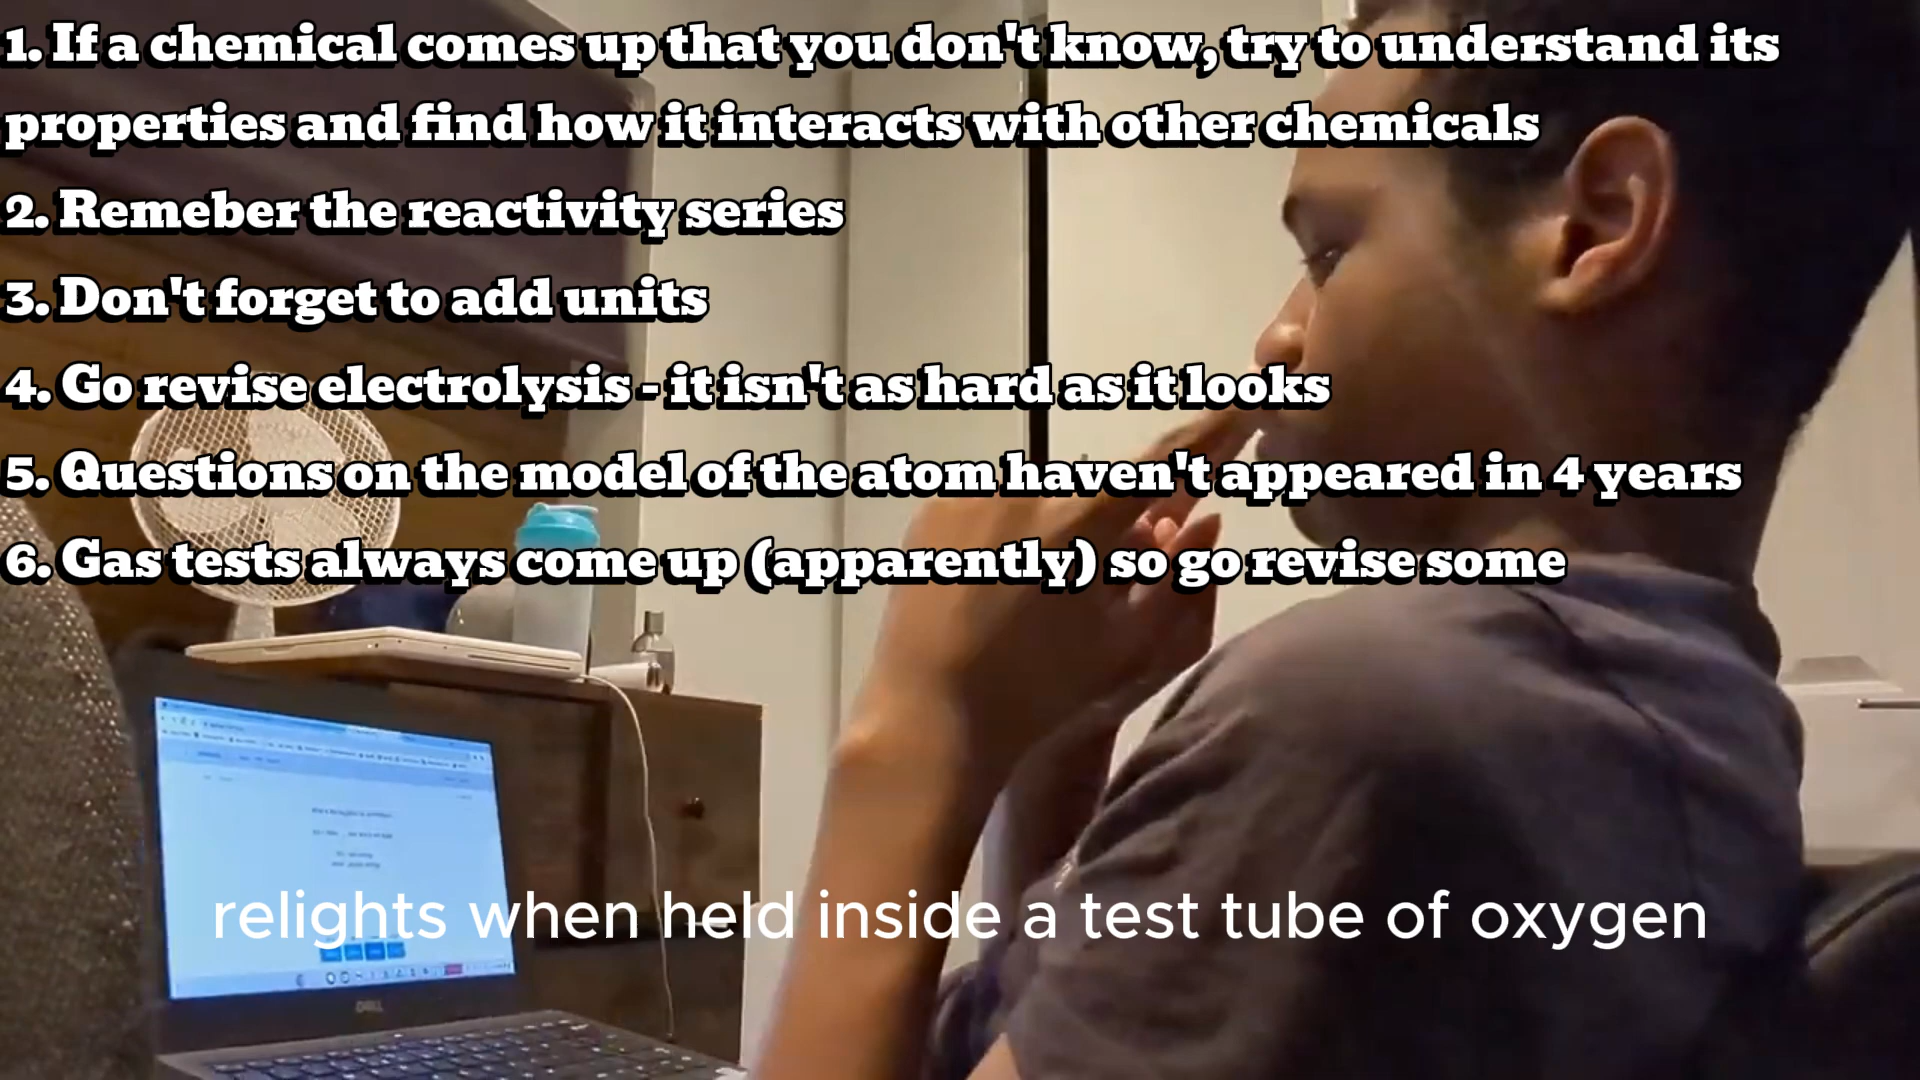 1. If a chemical comes up that you don't know, try to understand its
properties and find how it interacts with other chemicals
2. Remeber the reactivity series
3. Don't forget to add units
4. Go revise electrolysis - it isn't as hard as it looks
5. Questions on the model of the atom haven't appeared in 4 years
6. Gas tests always come up (apparently) so go revise some
relights when held inside a test tube of oxygen
DELL